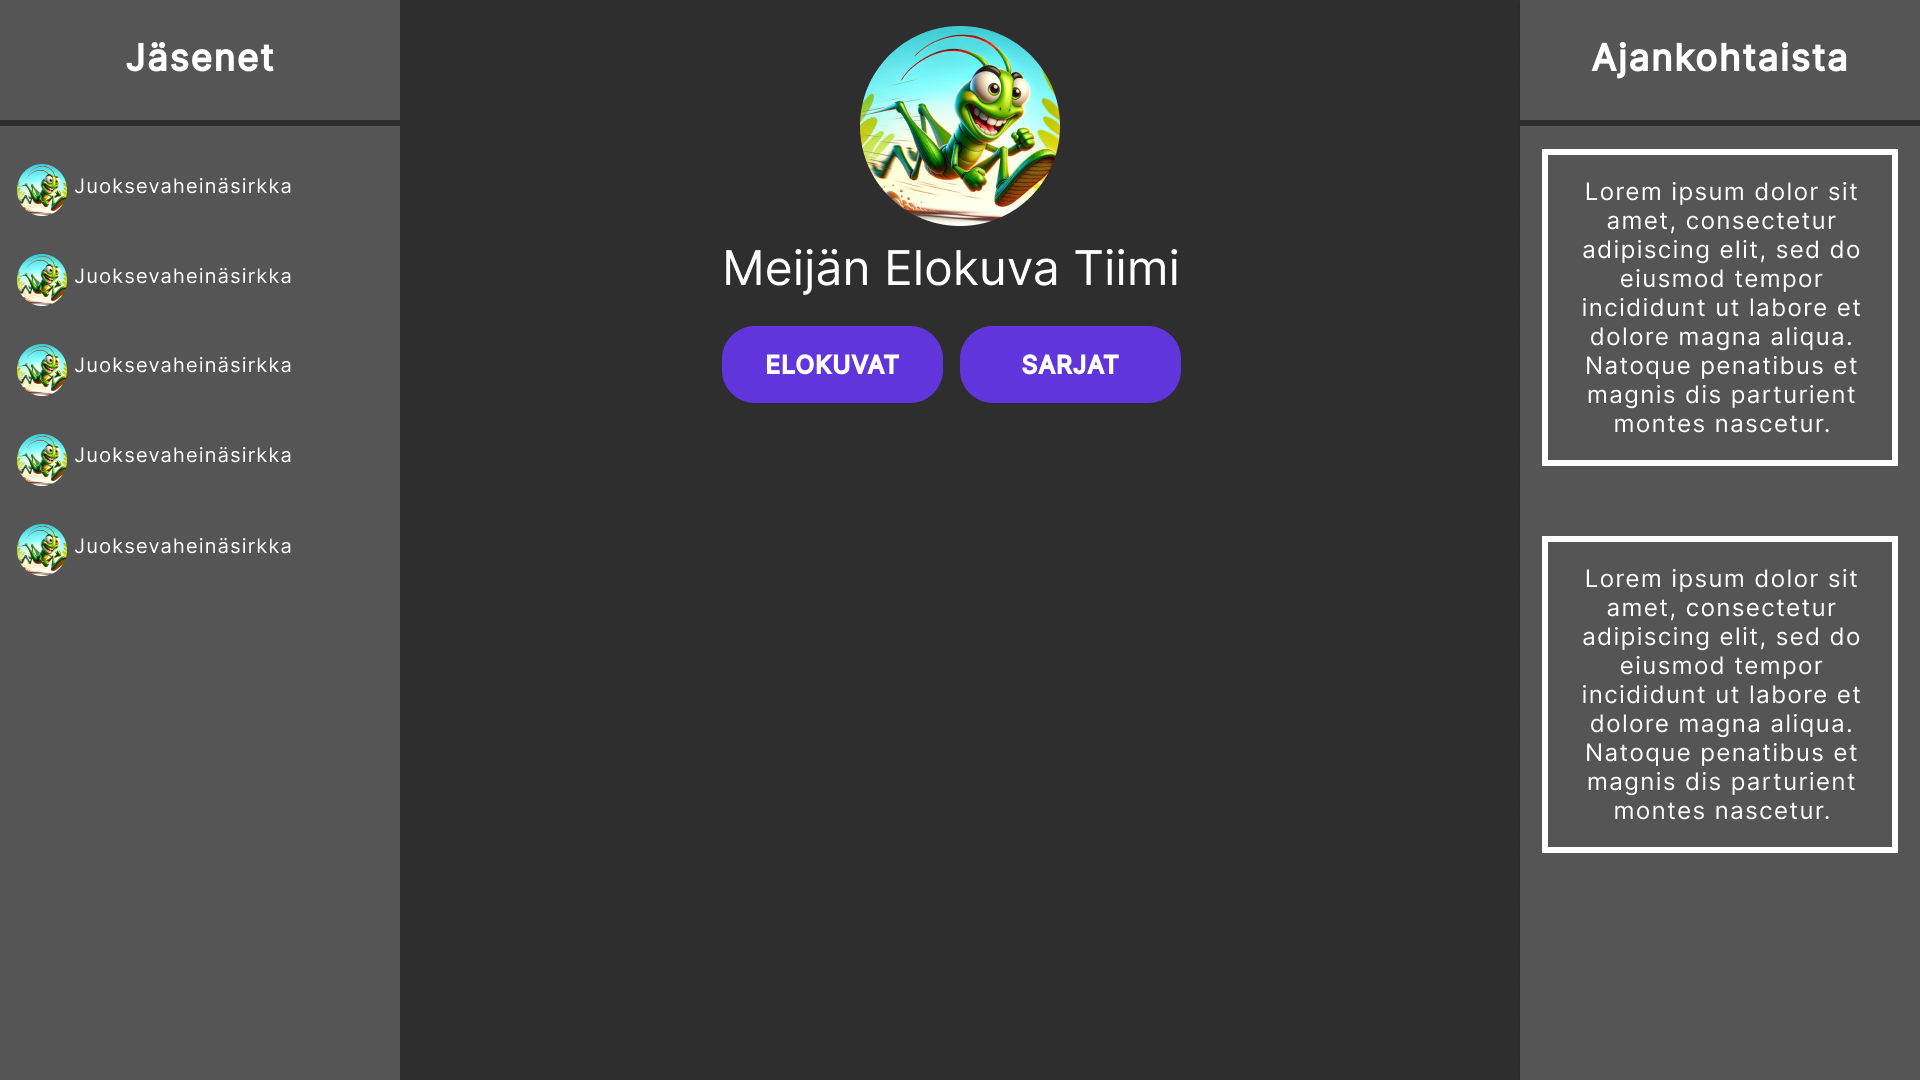 Jäsenet
Juoksevaheinäsirkka
Juoksevaheinäsirkka
Juoksevaheinäsirkka
Juoksevaheinäsirkka
Juoksevaheinäsirkka
Meijän Elokuva Tiimi
ELOKUVAT
SARJAT
Ajankohtaista
Lorem ipsum dolor sit
amet, consectetur
adipiscing elit, sed do
eiusmod tempor
incididunt ut labore et
dolore magna aliqua.
Natoque penatibus et
magnis dis parturient
montes nascetur.
Lorem ipsum dolor sit
amet, consectetur
adipiscing elit, sed do
eiusmod tempor
incididunt ut labore et
dolore magna aliqua.
Natoque penatibus et
magnis dis parturient
montes nascetur.